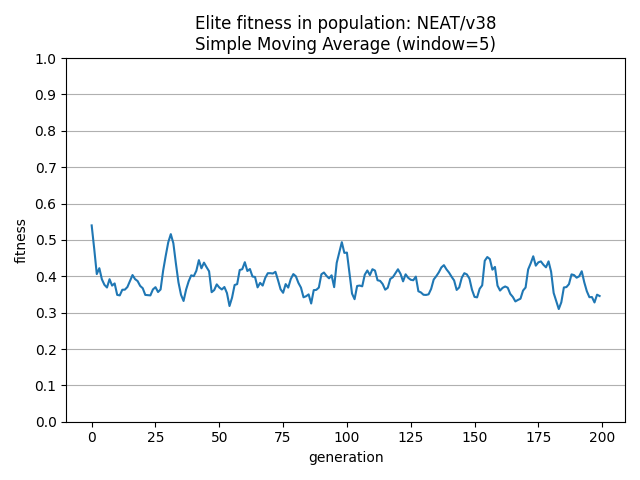 Elite fitness in population: NEAT/v38
Simple Moving Average (window=5)
1.0
0.9
0.8
0.7
0.6
0.5
0.4
0.3
0.2
0.1
0.0
fitness
0 25 50 75 100 125 150 175 200
generation